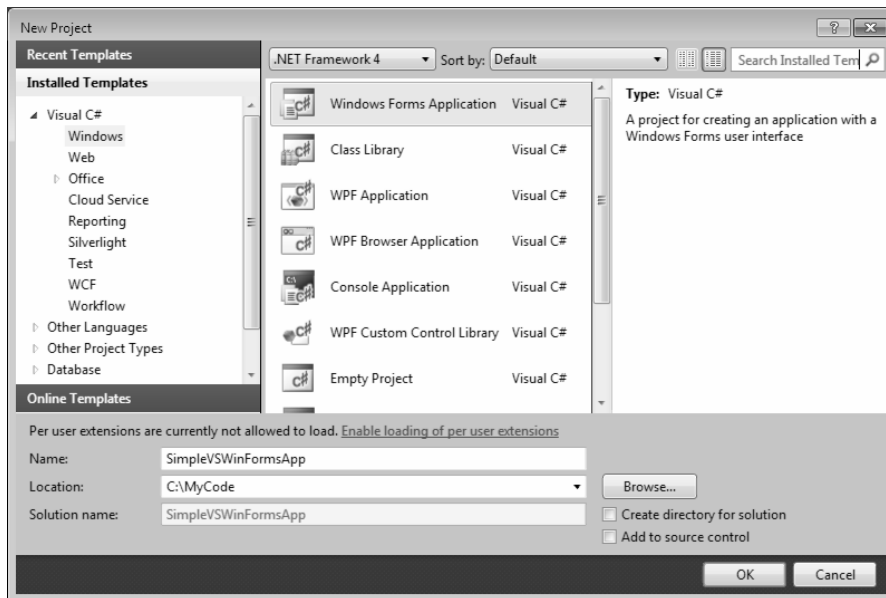 New Project
Recent Templates
Installed Templates
Visual C#
Windows
Web
Office
Cloud Service
Reporting
Silverlight
Test
WCF
Workflow
Other Languages
Other Project Types
Database
Online Templates
.NET Framework 4
Sort by: Default
Search Installed Tem
Windows Forms Application Visual C#
Class Library Visual C#
WPF Application Visual C#
WPF Browser Application Visual C#
Console Application Visual C#
WPF Custom Control Library Visual C#
Empty Project Visual C#
Type: Visual C#
A project for creating an application with a
Windows Forms user interface
Per user extensions are currently not allowed to load. Enable loading of per user extensions
Name: SimpleVSWinFormsApp
Location: C:\MyCode
Browse...
Solution name: SimpleVSWinFormsApp
Create directory for solution
Add to source control
OK Cancel